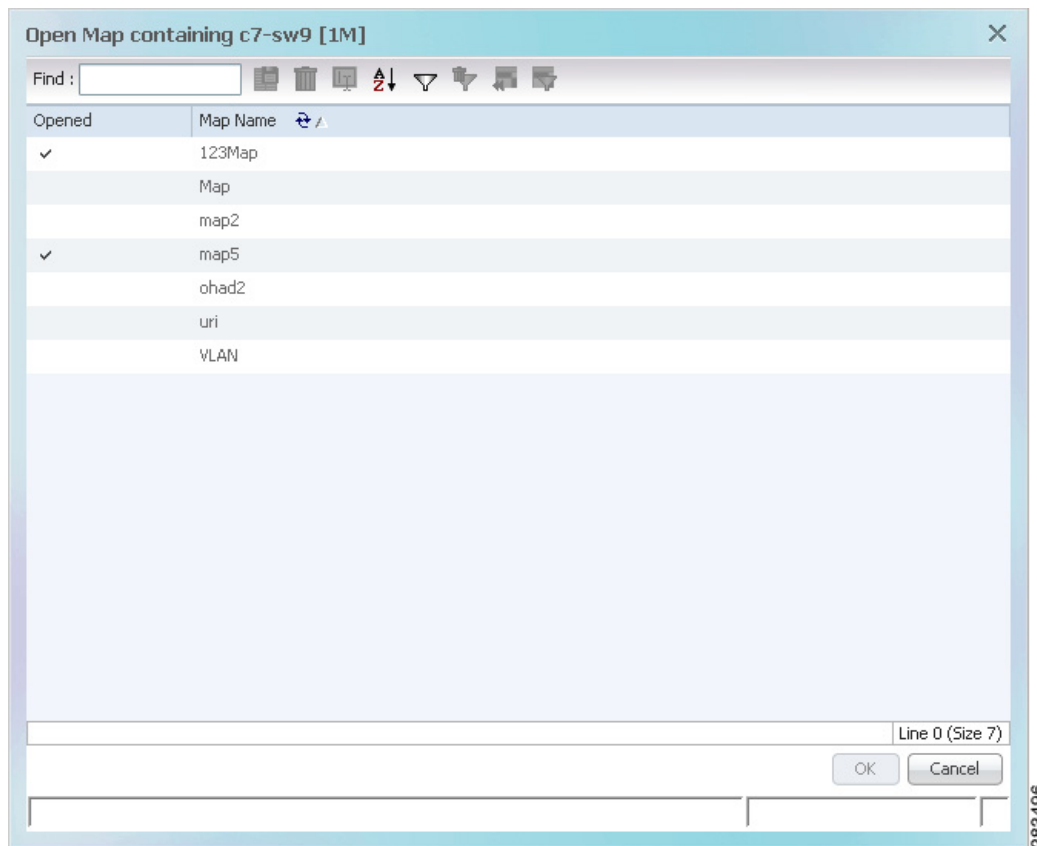 Open Map containing c7-sw9 [1M]
Find :
Opened Map Name
123Map
Map
map2
map5
ohad2
uri
VLAN
Line 0 (Size 7)
OK Cancel